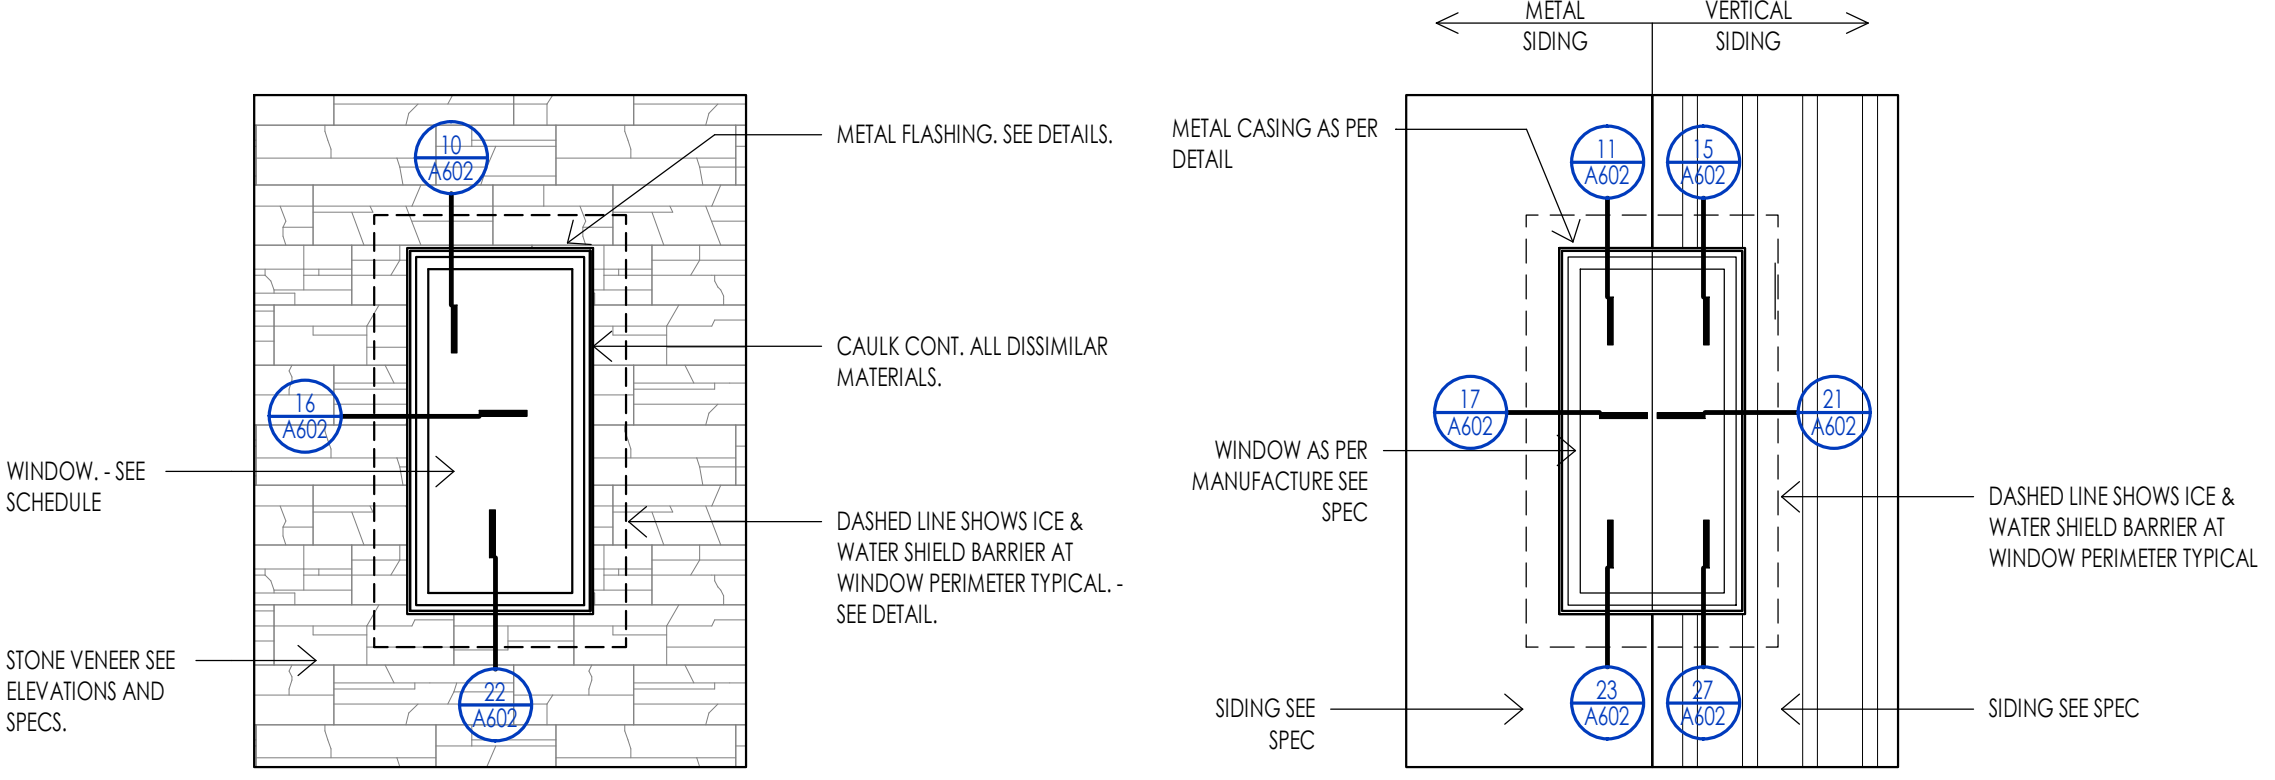 10
A602
16
A602
22
A602
WINDOW. - SEE
SCHEDULE
STONE VENEER SEE
ELEVATIONS AND
SPECS.
METAL FLASHING. SEE DETAILS.
CAULK CONT. ALL DISSIMILAR
MATERIALS.
DASHED LINE SHOWS ICE &
WATER SHIELD BARRIER AT
WINDOW PERIMETER TYPICAL. -
SEE DETAIL.
METAL
SIDING
VERTICAL
SIDING
METAL CASING AS PER
DETAIL
11
A602
15
A602
17
A602
21
A602
WINDOW AS PER
MANUFACTURE SEE
SPEC
DASHED LINE SHOWS ICE &
WATER SHIELD BARRIER AT
WINDOW PERIMETER TYPICAL
23
A602
27
A602
SIDING SEE
SPEC
SIDING SEE SPEC